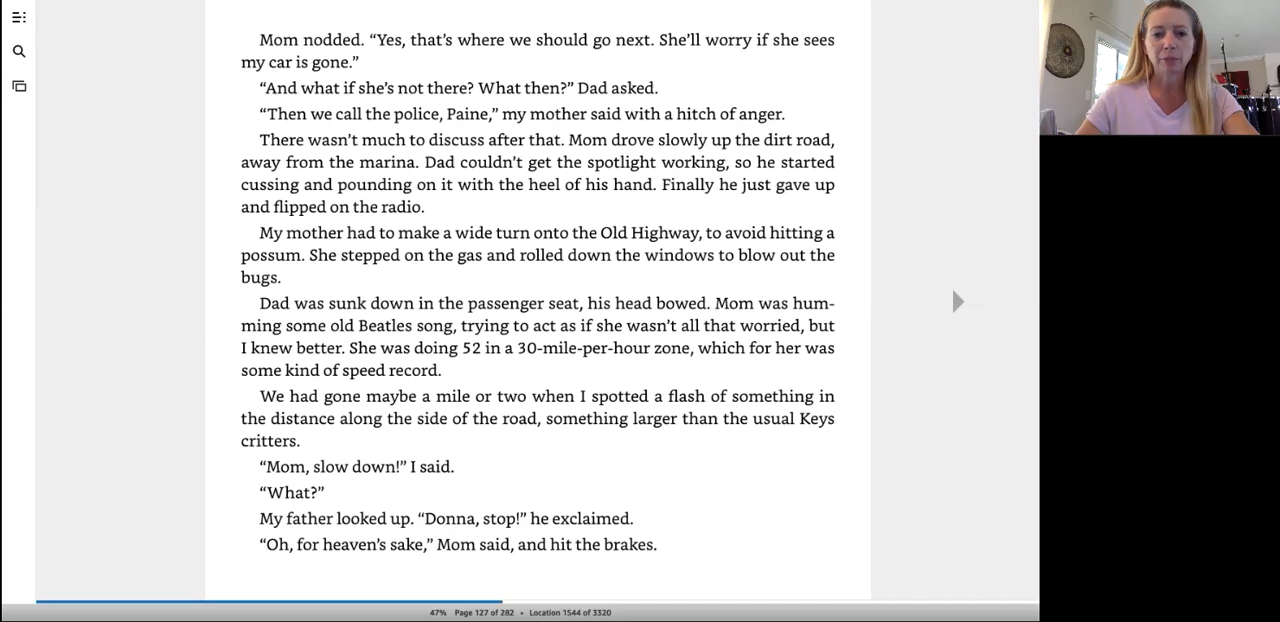 Mom nodded. “Yes, that’s where we should go next. She’ll worry if she sees
my car is gone.”
“And what if she’s not there? What then?” Dad asked.
“Then we call the police, Paine,” my mother said with a hitch of anger.
There wasn’t much to discuss after that. Mom drove slowly up the dirt road,
away from the marina. Dad couldn’t get the spotlight working, so he started
cussing and pounding on it with the heel of his hand. Finally he just gave up
and flipped on the radio.
My mother had to make a wide turn onto the Old Highway, to avoid hitting a
possum. She stepped on the gas and rolled down the windows to blow out the
bugs.
Dad was sunk down in the passenger seat, his head bowed. Mom was hum-
ming some old Beatles song, trying to act as if she wasn’t all that worried, but
I knew better. She was doing 52 in a 30-mile-per-hour zone, which for her was
some kind of speed record.
We had gone maybe a mile or two when I spotted a flash of something in
the distance along the side of the road, something larger than the usual Keys
critters.
“Mom, slow down!” I said.
“What?”
My father looked up. “Donna, stop!” he exclaimed.
“Oh, for heaven’s sake,” Mom said, and hit the brakes.
47% Page 127 of 282 • Location 1544 of 3320